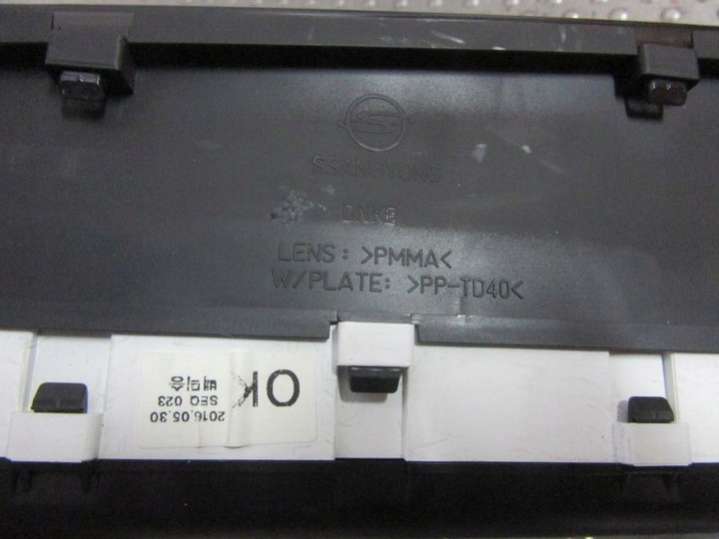 SSANGYONG
LENS: >PMMA<
W/PLATE: >PP-TD40<
OK
2016.05.30
SEQ 023